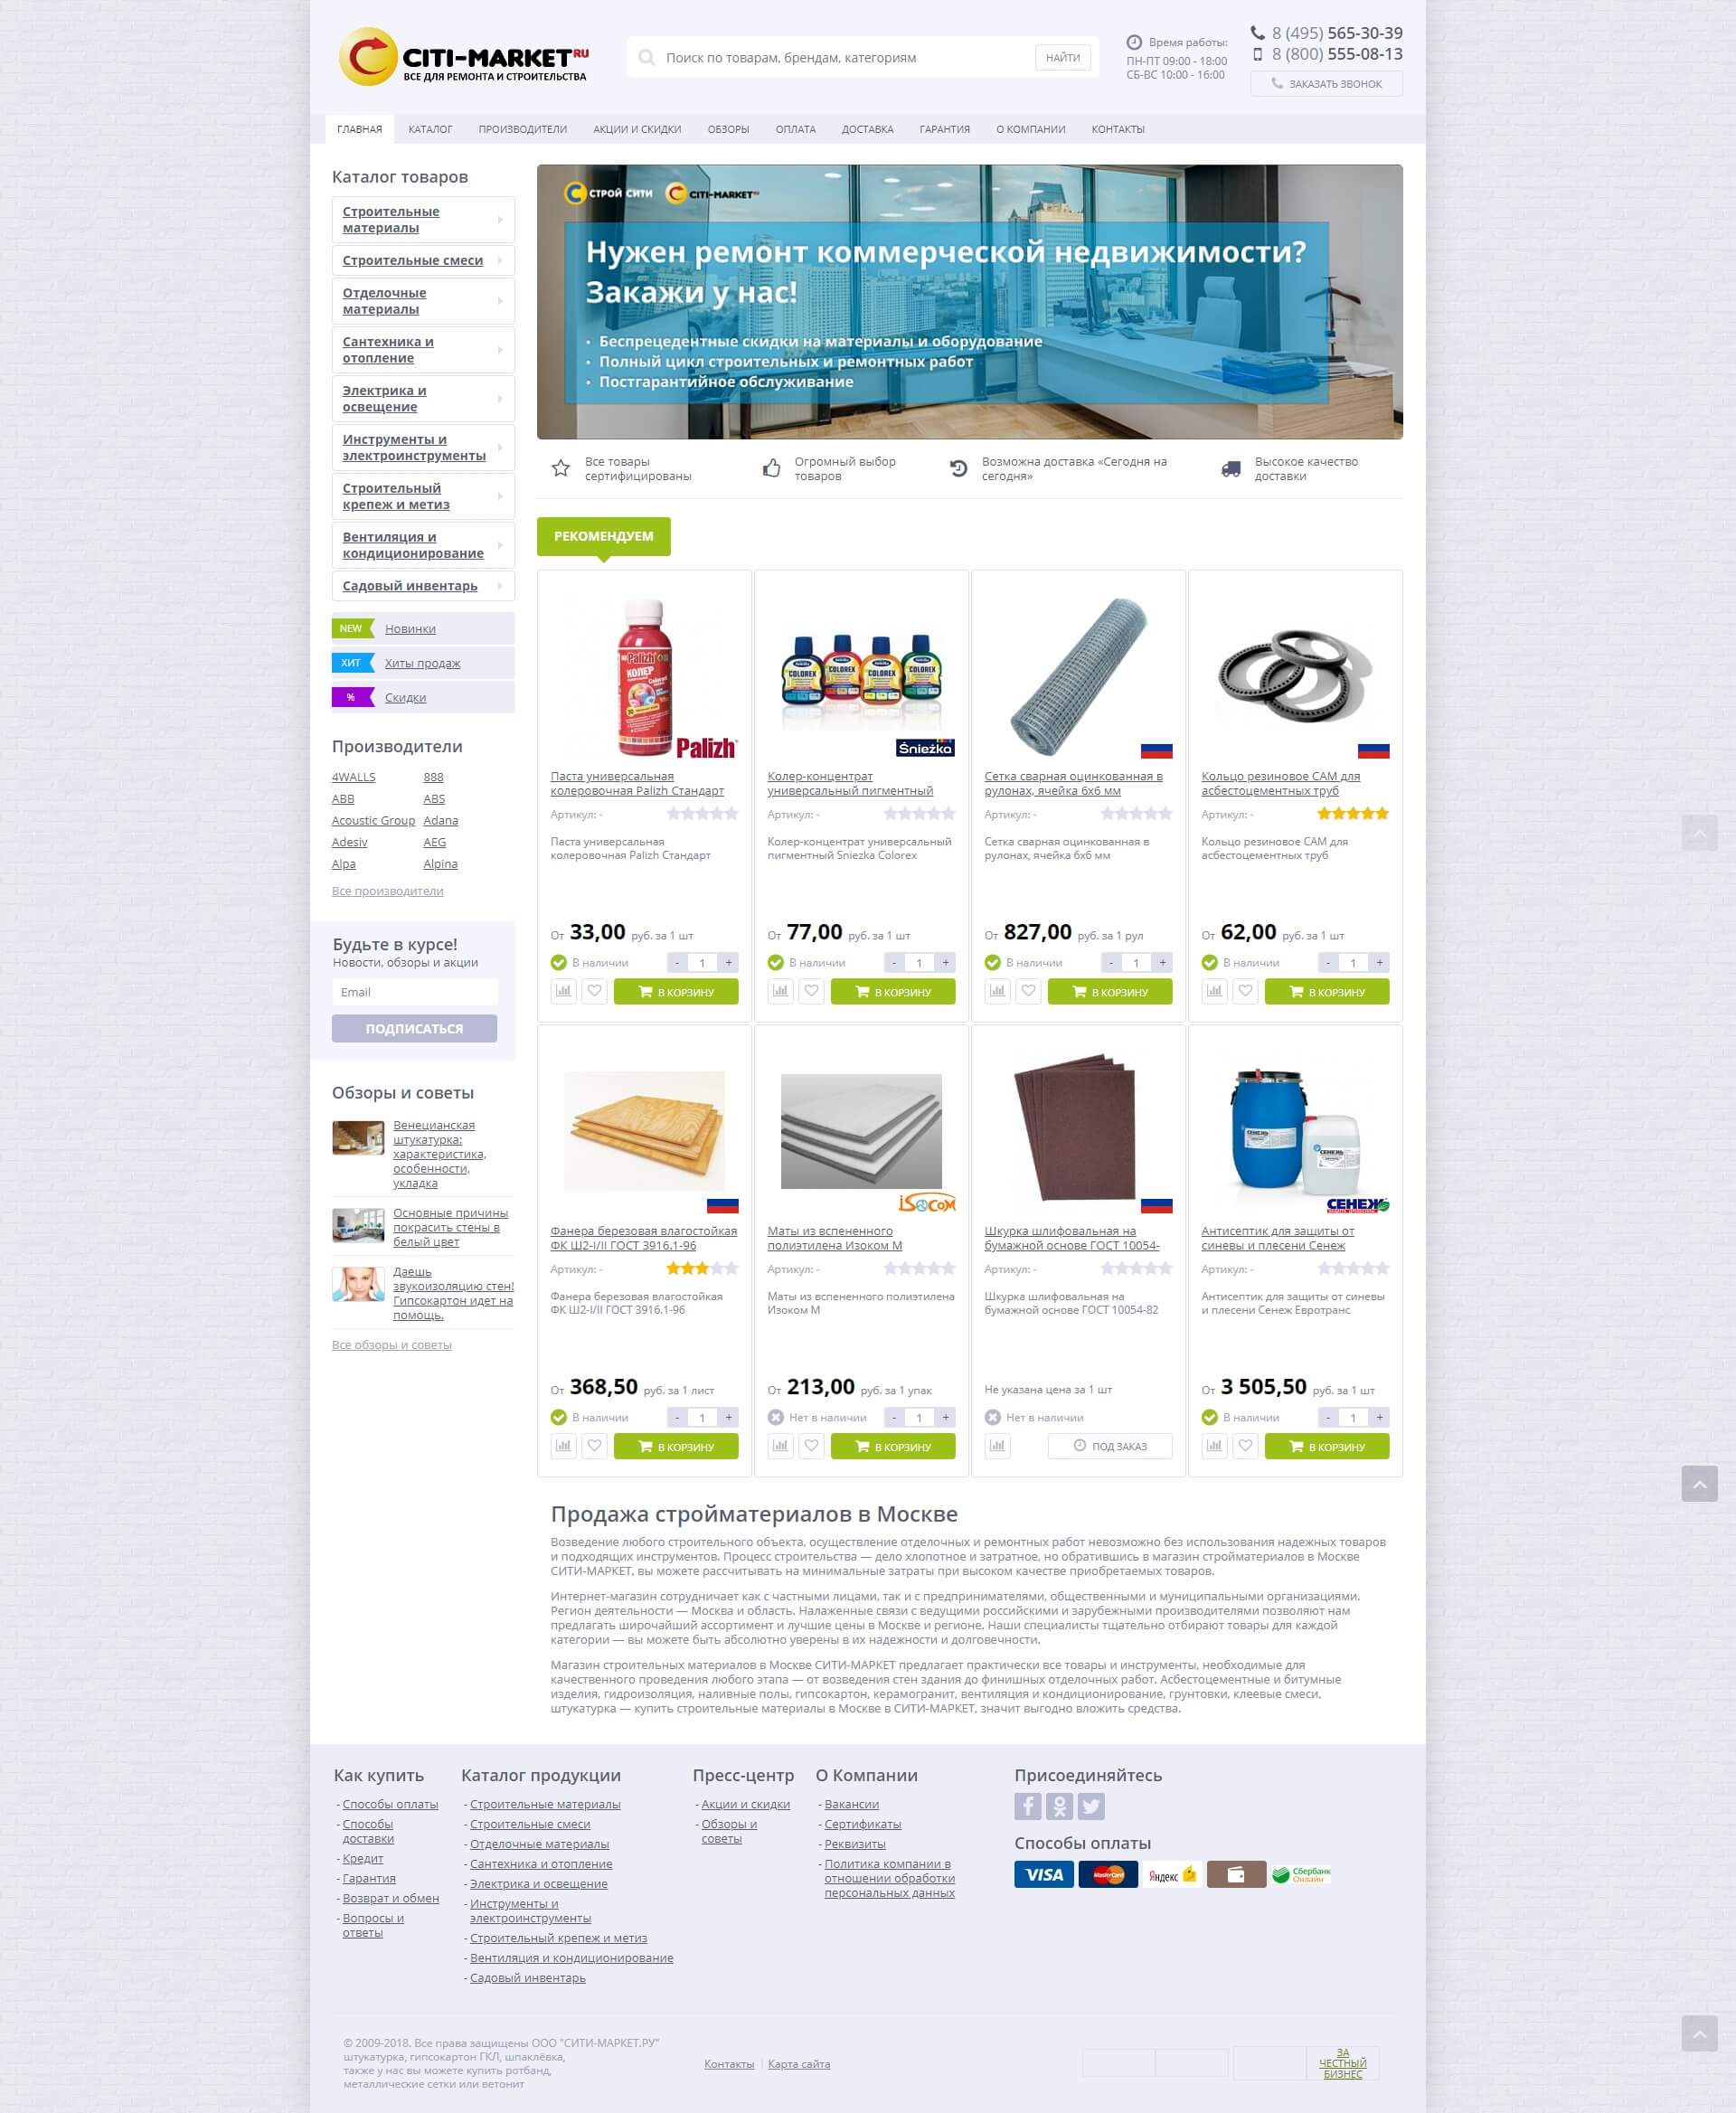 CITI-MARKET RU
ВСЕ ДЛЯ РЕМОНТА И СТРОИТЕЛЬСТВА
Поиск по товарам, брендам, категориям
НАЙТИ
Время работы:
ПН-ПТ 09:00 - 18:00
СБ-ВС 10:00 - 16:00
8 (495) 565-30-39
8 (800) 555-08-13
ЗАКАЗАТЬ ЗВОНОК
ГЛАВНАЯ КАТАЛОГ ПРОИЗВОДИТЕЛИ АКЦИИ И СКИДКИ ОБЗОРЫ ОПЛАТА ДОСТАВКА ГАРАНТИЯ О КОМПАНИИ КОНТАКТЫ
Каталог товаров
Строительные
материалы
Строительные смеси
Отделочные
материалы
Сантехника и
отопление
Электрика и
освещение
Инструменты и
электроинструменты
Строительный
крепеж и метиз
Вентиляция и
кондиционирование
Садовый инвентарь
NEW Новинки
ХИТ Хиты продаж
% Скидки
Производители
4WALLS 888
ABB ABS
Acoustic Group Adana
Adesiv AEG
Alpa Alpina
Все производители
Будьте в курсе!
Новости, обзоры и акции
Email
ПОДПИСАТЬСЯ
Обзоры и советы
Венецианская
штукатурка:
характеристика,
особенности,
укладка
Основные причины
покрасить стены в
белый цвет
Даешь
звукоизоляцию стен!
Гипсокартон идет на
помощь.
Все обзоры и советы
СТРОЙ СИТИ CITI-MARKET RU
Нужен ремонт коммерческой недвижимости?
Закажи у нас!
• Беспрецедентные скидки на материалы и оборудование
• Полный цикл строительных и ремонтных работ
• Постгарантийное обслуживание
Все товары
сертифицированы
Огромный выбор
товаров
Возможна доставка «Сегодня на
сегодня»
Высокое качество
доставки
РЕКОМЕНДУЕМ
Palizh
КОЛЕР
Palizh
Паста универсальная
колеровочная Palizh Стандарт
Артикул: -
Паста универсальная
колеровочная Palizh Стандарт
От 33,00 руб. за 1 шт
В наличии - 1 +
В КОРЗИНУ
COLOREX COLOREX COLOREX COLOREX
Śnieżka
Колер-концентрат
универсальный пигментный
Артикул: -
Колер-концентрат универсальный
пигментный Sniezka Colorex
От 77,00 руб. за 1 шт
В наличии - 1 +
В КОРЗИНУ
Сетка сварная оцинкованная в
рулонах, ячейка 6х6 мм
Артикул: -
Сетка сварная оцинкованная в
рулонах, ячейка 6х6 мм
От 827,00 руб. за 1 рул
В наличии - 1 +
В КОРЗИНУ
Кольцо резиновое САМ для
асбестоцементных труб
Артикул: -
Кольцо резиновое САМ для
асбестоцементных труб
От 62,00 руб. за 1 шт
В наличии - 1 +
В КОРЗИНУ
Фанера березовая влагостойкая
ФК Ш2-I/II ГОСТ 3916.1-96
Артикул: -
Фанера березовая влагостойкая
ФК Ш2-I/II ГОСТ 3916.1-96
От 368,50 руб. за 1 лист
В наличии - 1 +
В КОРЗИНУ
iSOCOM
Маты из вспененного
полиэтилена Изоком М
Артикул: -
Маты из вспененного полиэтилена
Изоком М
От 213,00 руб. за 1 упак
Нет в наличии - 1 +
В КОРЗИНУ
Шкурка шлифовальная на
бумажной основе ГОСТ 10054-
Артикул: -
Шкурка шлифовальная на
бумажной основе ГОСТ 10054-82
Не указана цена за 1 шт
Нет в наличии
ПОД ЗАКАЗ
СЕНЕЖЬ
СЕНЕЖЬ
СЕНЕЖ
Антисептик для защиты от
синевы и плесени Сенеж
Артикул: -
Антисептик для защиты от синевы
и плесени Сенеж Евротранс
От 3 505,50 руб. за 1 шт
В наличии - 1 +
В КОРЗИНУ
Продажа стройматериалов в Москве
Возведение любого строительного объекта, осуществление отделочных и ремонтных работ невозможно без использования надежных товаров
и подходящих инструментов. Процесс строительства — дело хлопотное и затратное, но обратившись в магазин стройматериалов в Москве
СИТИ-МАРКЕТ, вы можете рассчитывать на минимальные затраты при высоком качестве приобретаемых товаров.
Интернет-магазин сотрудничает как с частными лицами, так и с предпринимателями, общественными и муниципальными организациями.
Регион деятельности — Москва и область. Налаженные связи с ведущими российскими и зарубежными производителями позволяют нам
предлагать широчайший ассортимент и лучшие цены в Москве и регионе. Наши специалисты тщательно отбирают товары для каждой
категории — вы можете быть абсолютно уверены в их надежности и долговечности.
Магазин строительных материалов в Москве СИТИ-МАРКЕТ предлагает практически все товары и инструменты, необходимые для
качественного проведения любого этапа — от возведения стен здания до финишных отделочных работ. Асбестоцементные и битумные
изделия, гидроизоляция, наливные полы, гипсокартон, керамогранит, вентиляция и кондиционирование, грунтовки, клеевые смеси,
штукатурка — купить строительные материалы в Москве в СИТИ-МАРКЕТ, значит выгодно вложить средства.
Как купить
- Способы оплаты
- Способы
доставки
- Кредит
- Гарантия
- Возврат и обмен
- Вопросы и
ответы
Каталог продукции
- Строительные материалы
- Строительные смеси
- Отделочные материалы
- Сантехника и отопление
- Электрика и освещение
- Инструменты и
электроинструменты
- Строительный крепеж и метиз
- Вентиляция и кондиционирование
- Садовый инвентарь
Пресс-центр
- Акции и скидки
- Обзоры и
советы
О Компании
- Вакансии
- Сертификаты
- Реквизиты
- Политика компании в
отношении обработки
персональных данных
Присоединяйтесь
Способы оплаты
VISA MasterCard Яндекс Сбербанк
Онлайн
© 2009-2018. Все права защищены ООО "СИТИ-МАРКЕТ.РУ"
штукатурка, гипсокартон ГКЛ, шпаклёвка,
также у нас вы можете купить ротбанд,
металлические сетки или ветонит
Контакты | Карта сайта
ЗА
ЧЕСТНЫЙ
БИЗНЕС